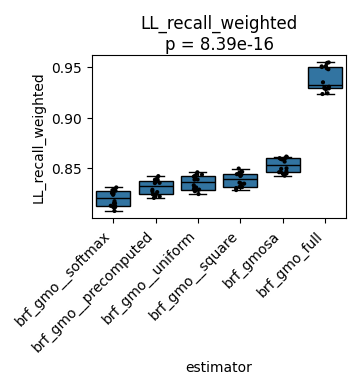 LL_recall_weighted
p = 8.39e-16
LL_recall_weighted
0.95
0.90
0.85
brf_gmo__softmax
brf_gmo__precomputed
brf_gmo__uniform
brf_gmo__square
brf_gmosa
brf_gmo_full
estimator